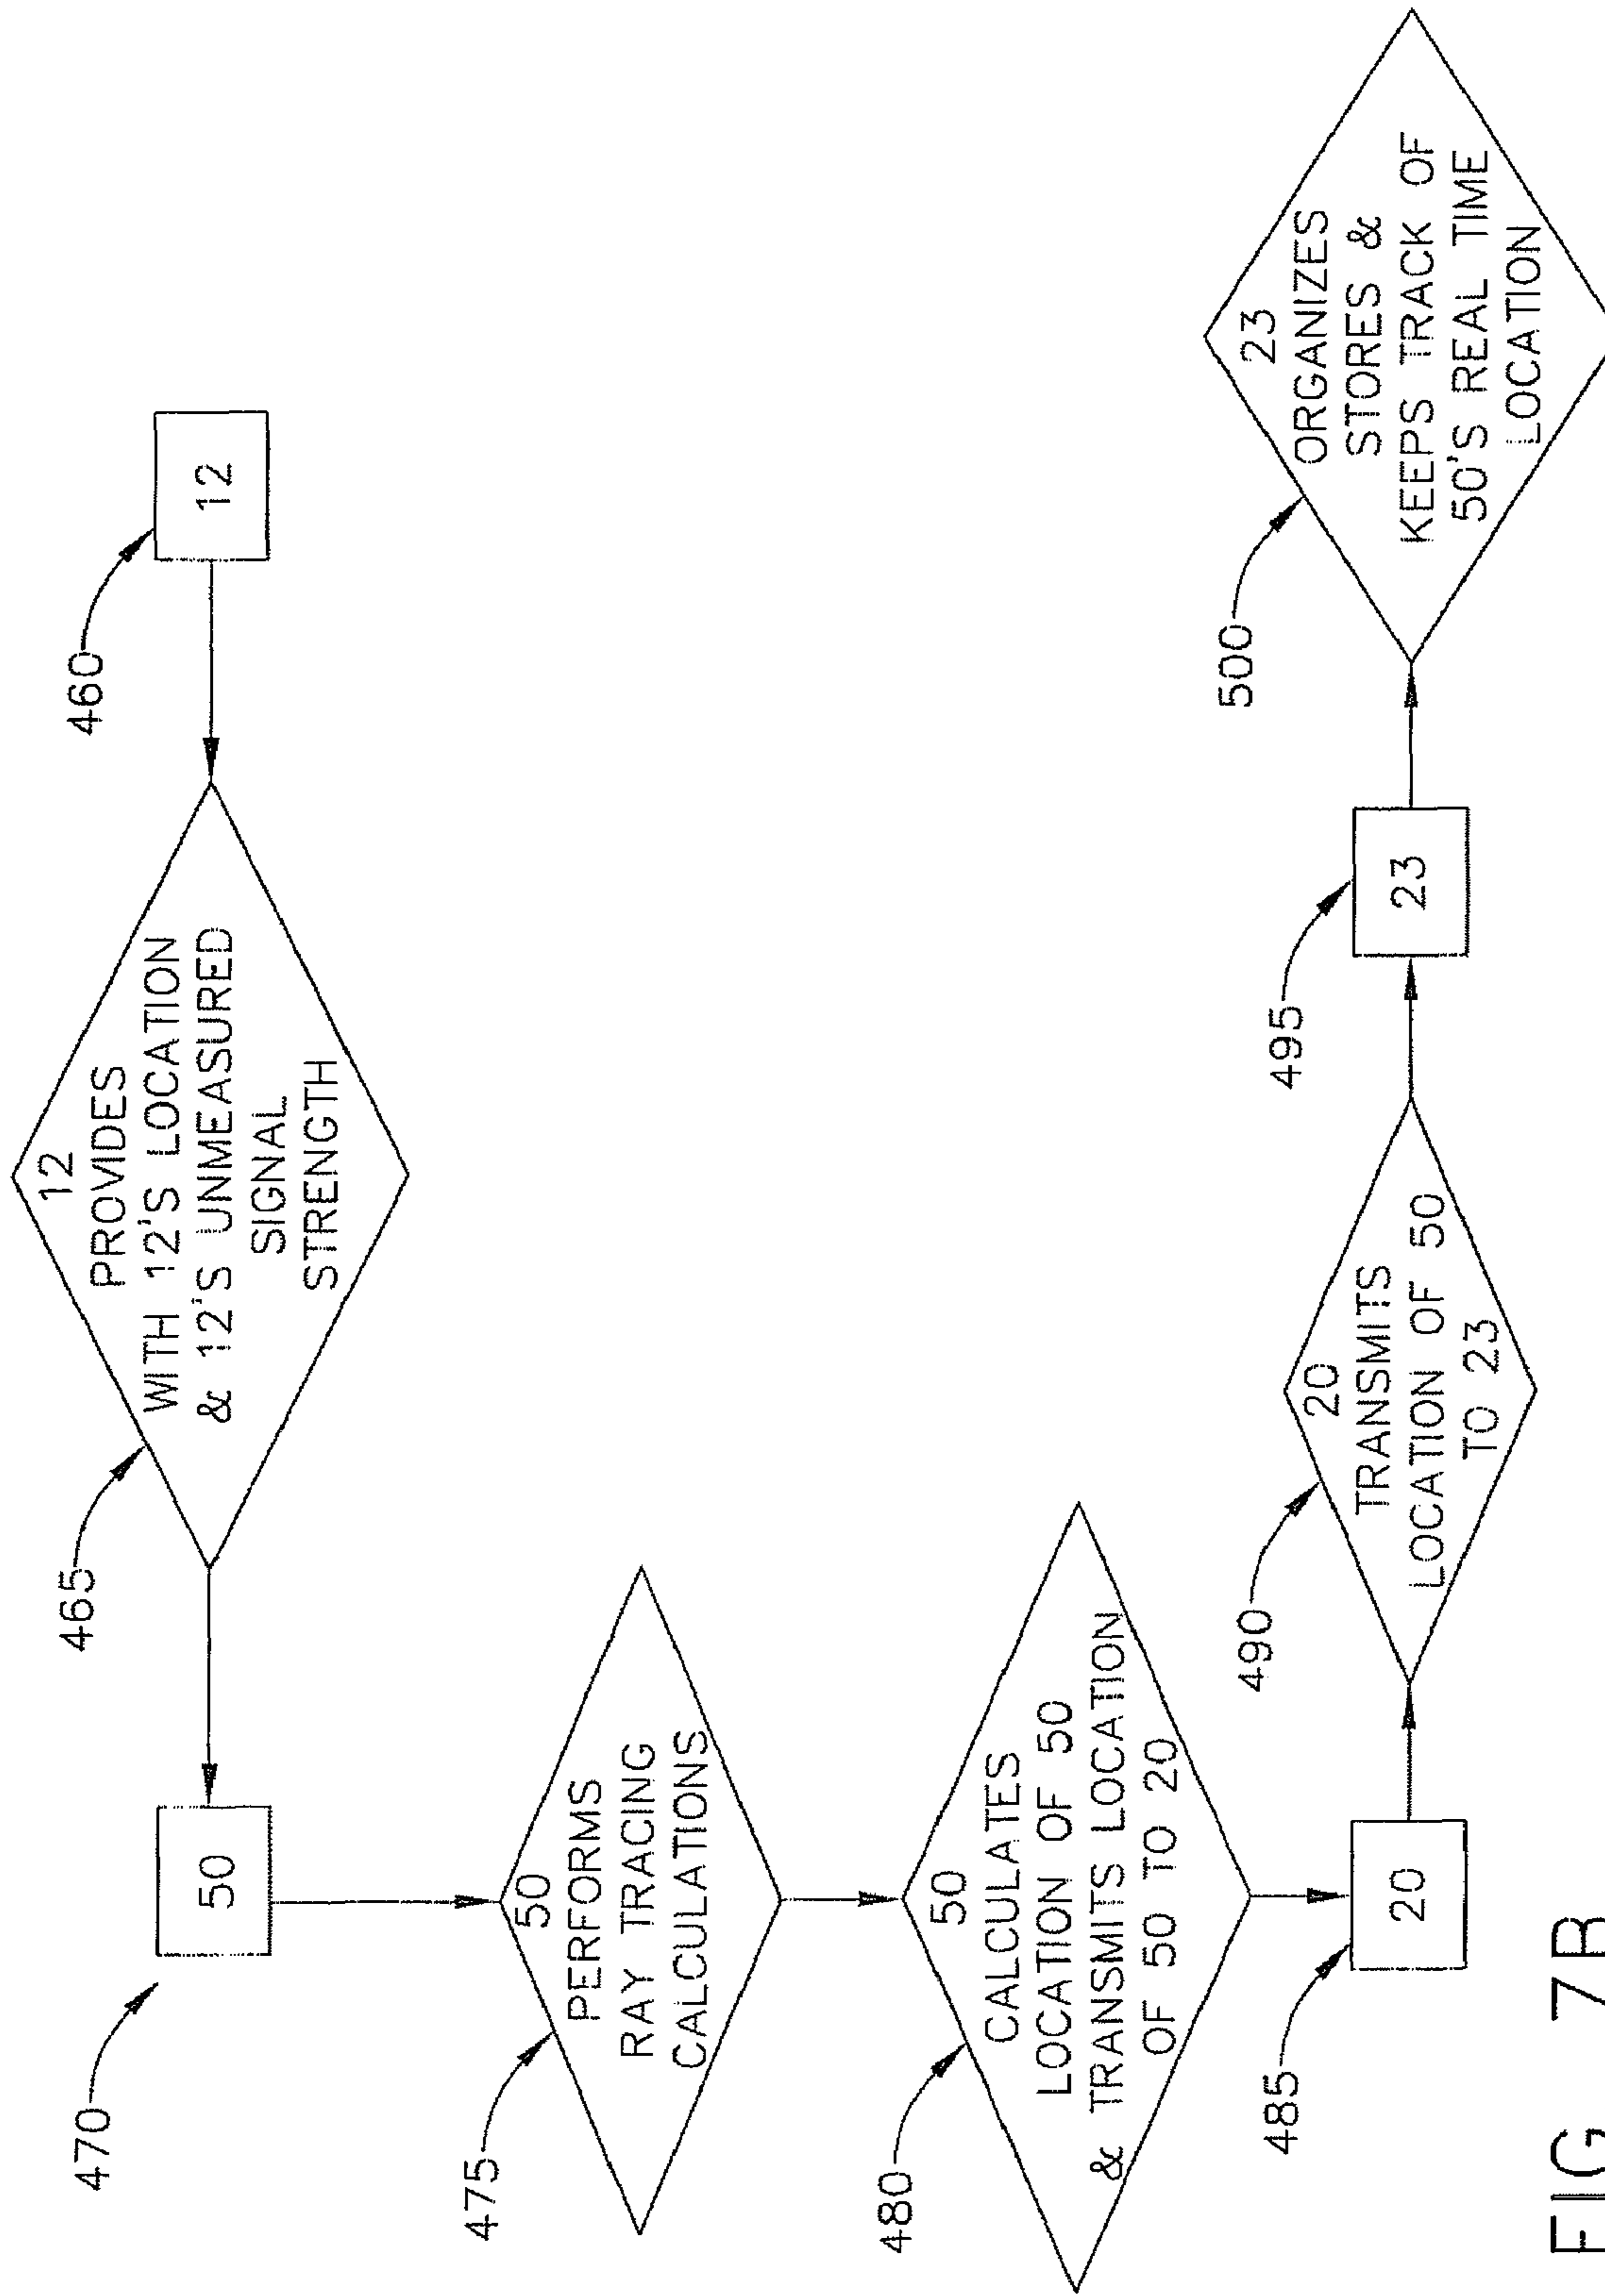 460
12
465
12
PROVIDES
WITH 12'S LOCATION
& 12'S UNMEASURED
SIGNAL
STRENGTH
470
50
475
50
PERFORMS
RAY TRACING
CALCULATIONS
480
50
CALCULATES
LOCATION OF 50
& TRANSMITS LOCATION
OF 50 TO 20
485
20
490
20
TRANSMITS
LOCATION OF 50
TO 23
495
23
500
23
ORGANIZES
STORES &
KEEPS TRACK OF
50'S REAL TIME
LOCATION
FIG 7B